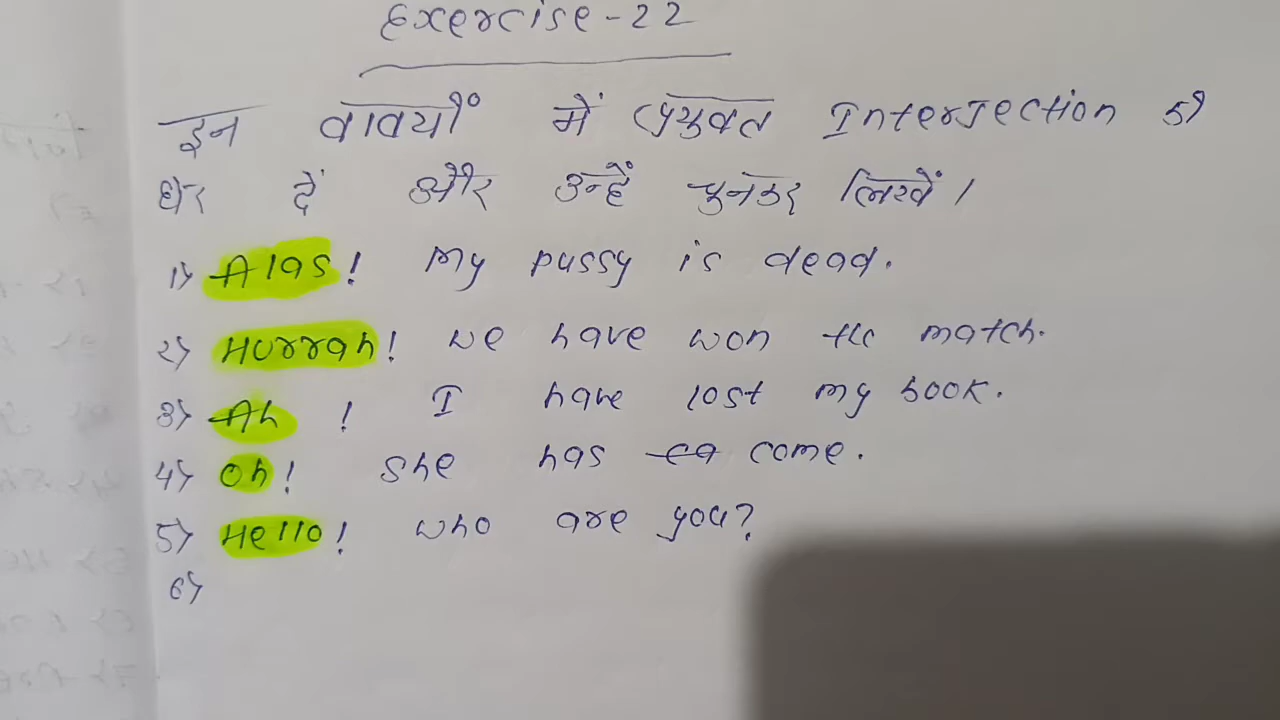 Exercise-22
इन वाक्यों में प्रयुक्त Interjection को
घेर दें और उन्हें चुनकर लिखें।
1) Alas! My pussy is dead.
2) Hurrah! we have won the match.
3) Ah ! I have lost my book.
4) Oh! She has come.
5) Hello! who are you?
6)